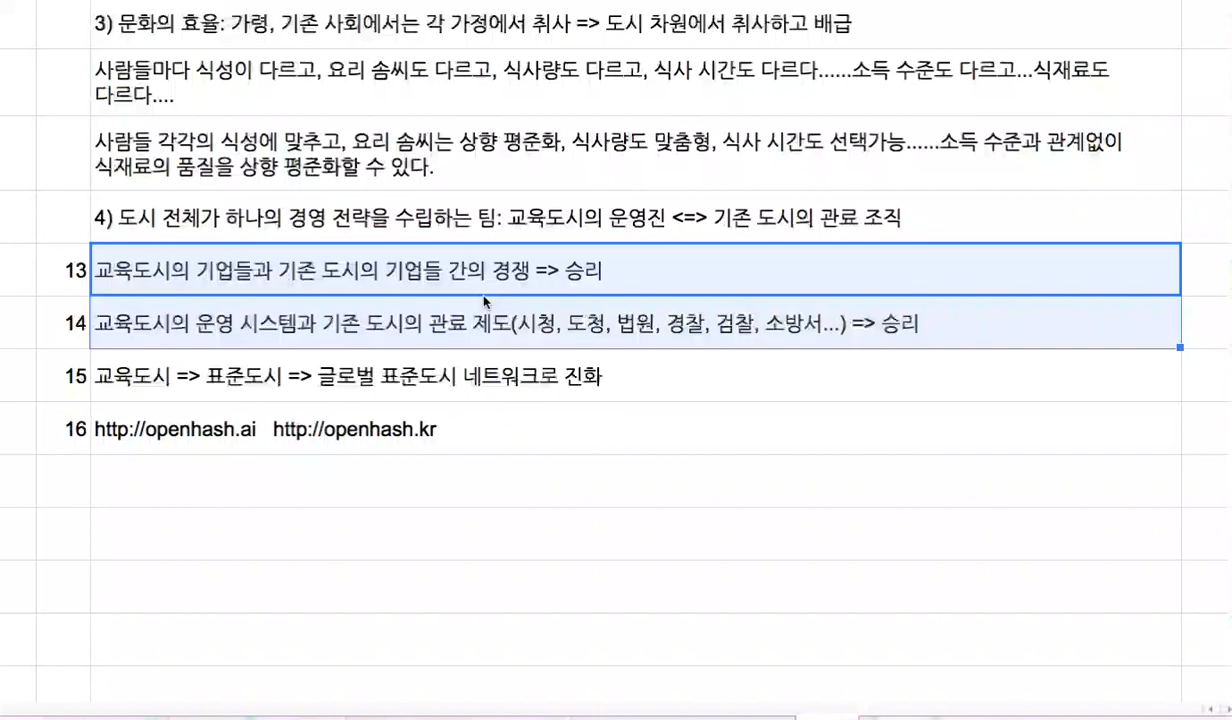 3) 문화의 효율: 가령, 기존 사회에서는 각 가정에서 취사 => 도시 차원에서 취사하고 배급
사람들마다 식성이 다르고, 요리 솜씨도 다르고, 식사량도 다르고, 식사 시간도 다르다......소득 수준도 다르고...식재료도
다르다....
사람들 각각의 식성에 맞추고, 요리 솜씨는 상향 평준화, 식사량도 맞춤형, 식사 시간도 선택가능......소득 수준과 관계없이
식재료의 품질을 상향 평준화할 수 있다.
4) 도시 전체가 하나의 경영 전략을 수립하는 팀: 교육도시의 운영진 <=> 기존 도시의 관료 조직
13 교육도시의 기업들과 기존 도시의 기업들 간의 경쟁 => 승리
14 교육도시의 운영 시스템과 기존 도시의 관료 제도(시청, 도청, 법원, 경찰, 검찰, 소방서...) => 승리
15 교육도시 => 표준도시 => 글로벌 표준도시 네트워크로 진화
16 http://openhash.ai http://openhash.kr